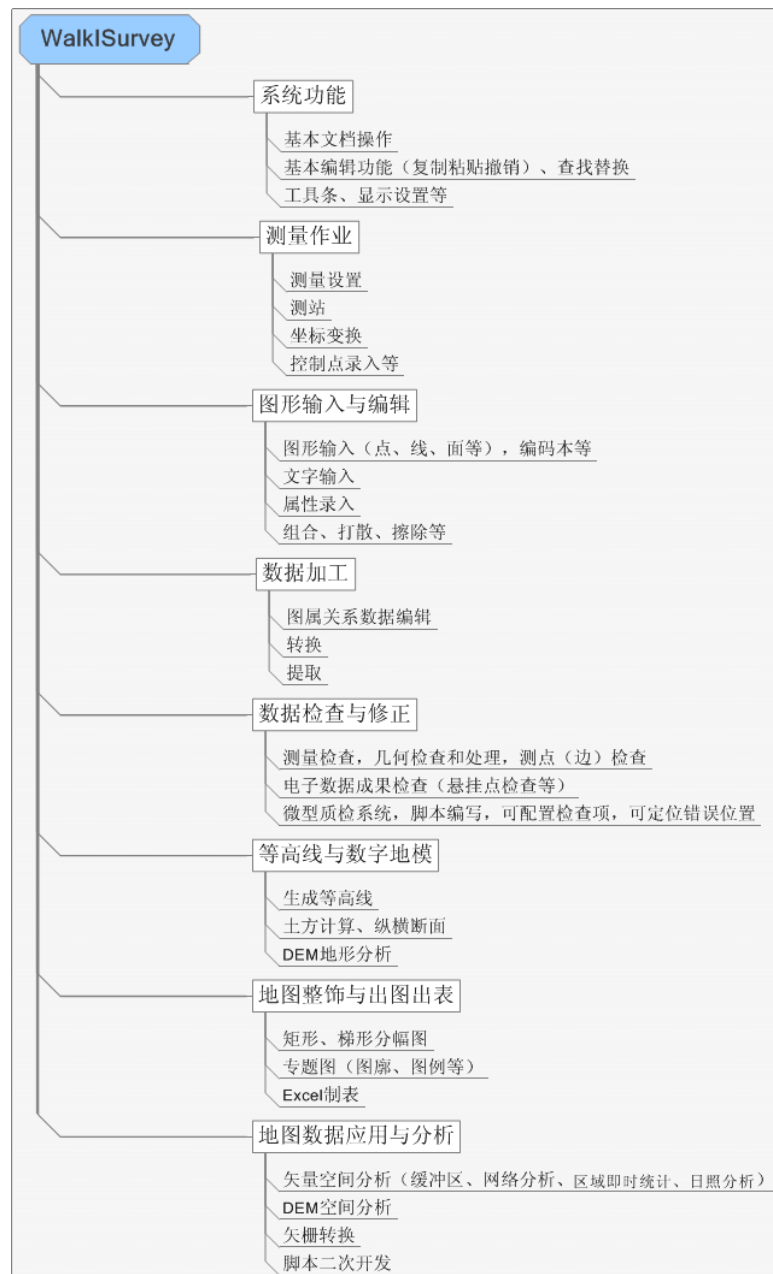 WalkISurvey
系统功能
基本文档操作
基本编辑功能（复制粘贴撤销）、查找替换
工具条、显示设置等
测量作业
测量设置
测站
坐标变换
控制点录入等
图形输入与编辑
图形输入（点、线、面等），编码本等
文字输入
属性录入
组合、打散、擦除等
数据加工
图属关系数据编辑
转换
提取
数据检查与修正
测量检查，几何检查和处理，测点（边）检查
电子数据成果检查（悬挂点检查等）
微型质检系统，脚本编写，可配置检查项，可定位错误位置
等高线与数字地模
生成等高线
土方计算、纵横断面
DEM地形分析
地图整饰与出图出表
矩形、梯形分幅图
专题图（图廓、图例等）
Excel制表
地图数据应用与分析
矢量空间分析（缓冲区、网络分析、区域即时统计、日照分析）
DEM空间分析
矢栅转换
脚本二次开发